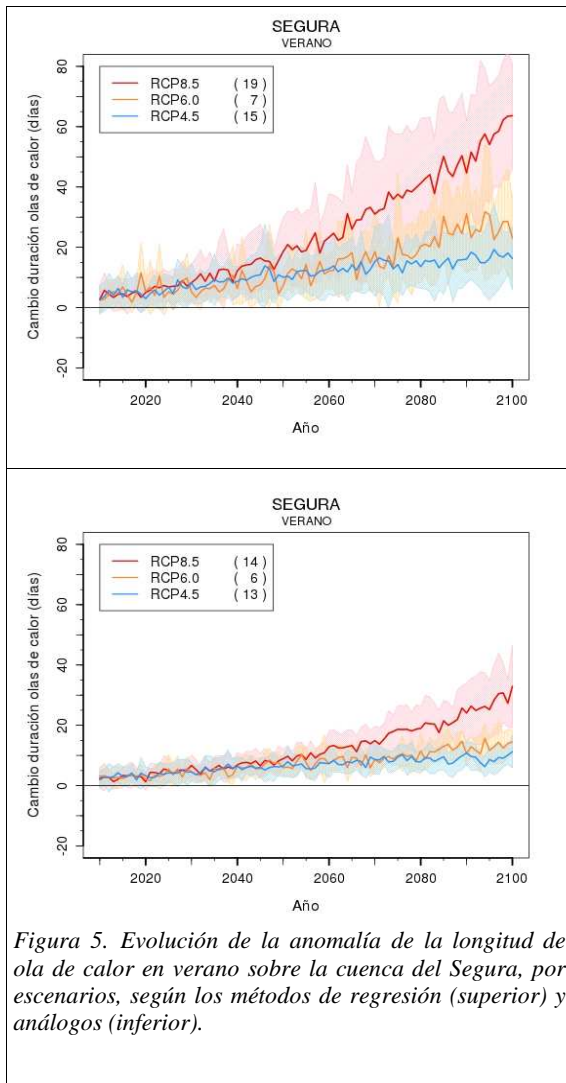 SEGURA
VERANO
Cambio duración olas de calor (días)
80
60
40
20
0
-20
RCP8.5 ( 19 )
RCP6.0 ( 7 )
RCP4.5 ( 15 )
2020 2040 2060 2080 2100
Año
SEGURA
VERANO
Cambio duración olas de calor (días)
80
60
40
20
0
-20
RCP8.5 ( 14 )
RCP6.0 ( 6 )
RCP4.5 ( 13 )
2020 2040 2060 2080 2100
Año
Figura 5. Evolución de la anomalía de la longitud de
ola de calor en verano sobre la cuenca del Segura, por
escenarios, según los métodos de regresión (superior) y
análogos (inferior).